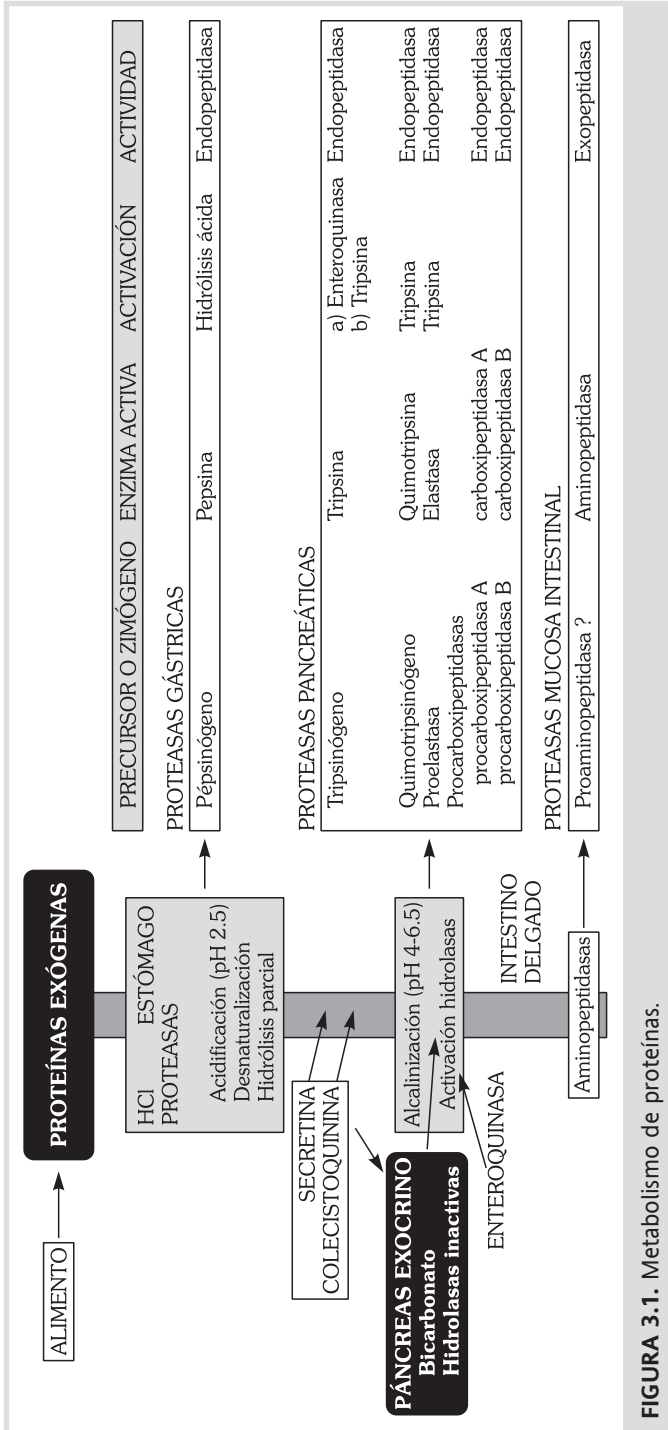 ALIMENTO
PROTEÍNAS EXÓGENAS
HCl ESTÓMAGO
PROTEASAS
Acidificación (pH 2.5)
Desnaturalización
Hidrólisis parcial
SECRETINA
COLECISTOQUININA
PÁNCREAS EXOCRINO
Bicarbonato
Hidrolasas inactivas
Alcalinización (pH 4-6.5)
Activación hidrolasas
ENTEROQUINASA
INTESTINO
DELGADO
Aminopeptidasas
PRECURSOR O ZIMÓGENO ENZIMA ACTIVA ACTIVACIÓN ACTIVIDAD
PROTEASAS GÁSTRICAS
Pépsinógeno Pepsina Hidrólisis ácida Endopeptidasa
PROTEASAS PANCREÁTICAS
Tripsinógeno Tripsina a) Enteroquinasa Endopeptidasa
b) Tripsina
Quimotripsinógeno Quimotripsina Tripsina Endopeptidasa
Proelastasa Elastasa Tripsina Endopeptidasa
Procarboxipeptidasas
procarboxipeptidasa A carboxipeptidasa A Endopeptidasa
procarboxipeptidasa B carboxipeptidasa B Endopeptidasa
PROTEASAS MUCOSA INTESTINAL
Proaminopeptidasa ? Aminopeptidasa Exopeptidasa
FIGURA 3.1. Metabolismo de proteínas.